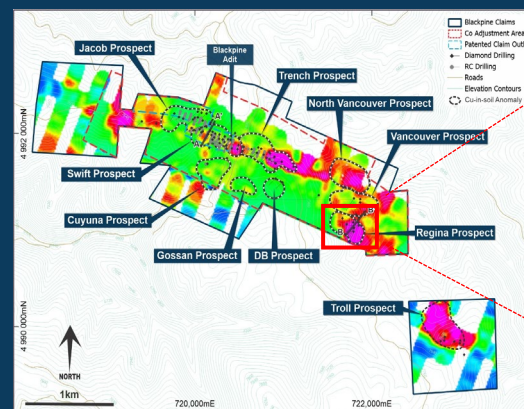 Blackpine Claims
Co Adjustment Area
Patented Claim Outl
Diamond Drilling
RC Drilling
Roads
Elevation Contours
Cu-in-soil Anomaly
Jacob Prospect
Blackpine
Adit
Trench Prospect
North Vancouver Prospect
Vancouver Prospect
4 992 000mN
A'
Swift Prospect
Cuyuna Prospect
Gossan Prospect
DB Prospect
B'
B
Regina Prospect
Troll Prospect
4 990 000mN
NORTH
1km
720,000mE
722,000mE